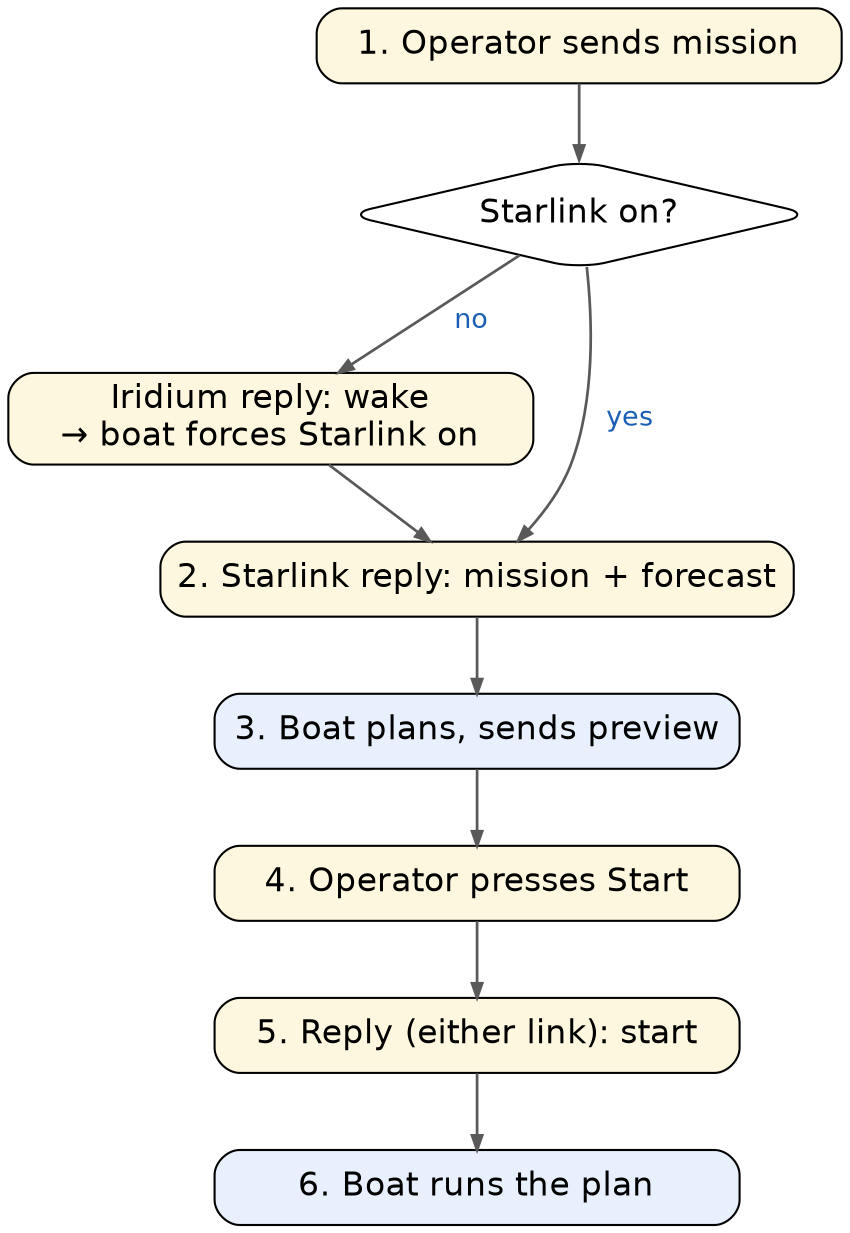 1. Operator sends mission
Starlink on?
no
Iridium reply: wake
→ boat forces Starlink on
yes
2. Starlink reply: mission + forecast
3. Boat plans, sends preview
4. Operator presses Start
5. Reply (either link): start
6. Boat runs the plan